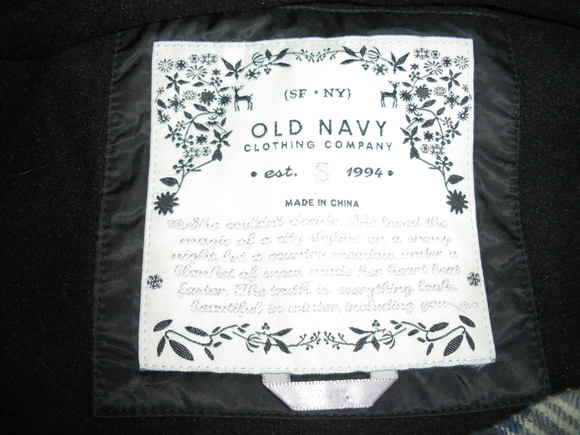 (SF • NY)
OLD NAVY
CLOTHING COMPANY
• est. S 1994 •
MADE IN CHINA
She couldn't decide. She loved the
magic of a city skyline on a snowy
night but a country meadow under a
blanket of snow made her heart beat
faster. The truth is everything looks
beautiful in winter, including you